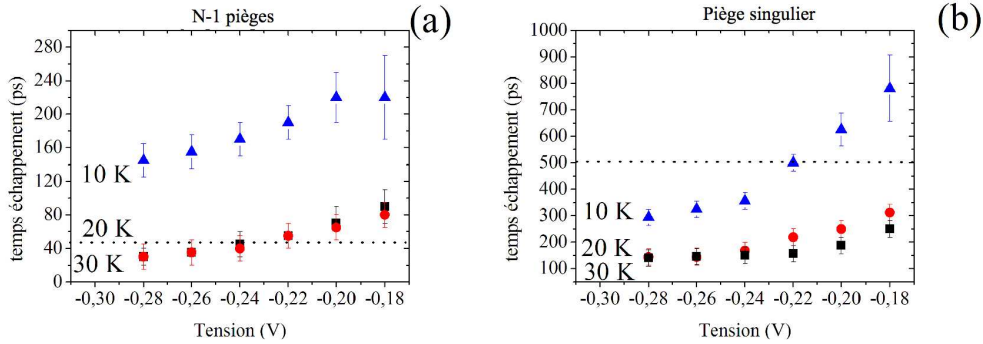 N-1 pièges
(a)
temps échappement (ps)
280
240
200
160
120
80
40
0
10 K
20 K
30 K
-0,30 -0,28 -0,26 -0,24 -0,22 -0,20 -0,18
Tension (V)
Piège singulier
(b)
temps échappement (ps)
1000
900
800
700
600
500
400
300
200
100
10 K
20 K
30 K
-0,30 -0,28 -0,26 -0,24 -0,22 -0,20 -0,18
Tension (V)